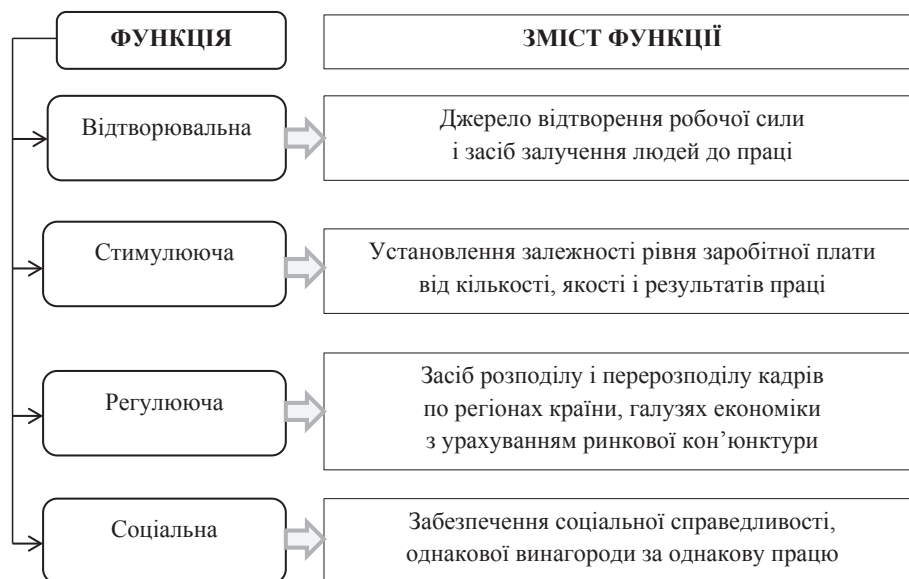 ФУНКЦІЯ
ЗМІСТ ФУНКЦІЇ
Відтворювальна
Джерело відтворення робочої сили
і засіб залучення людей до праці
Стимулююча
Установлення залежності рівня заробітної плати
від кількості, якості і результатів праці
Регулююча
Засіб розподілу і перерозподілу кадрів
по регіонах країни, галузях економіки
з урахуванням ринкової кон’юнктури
Соціальна
Забезпечення соціальної справедливості,
однакової винагороди за однакову працю